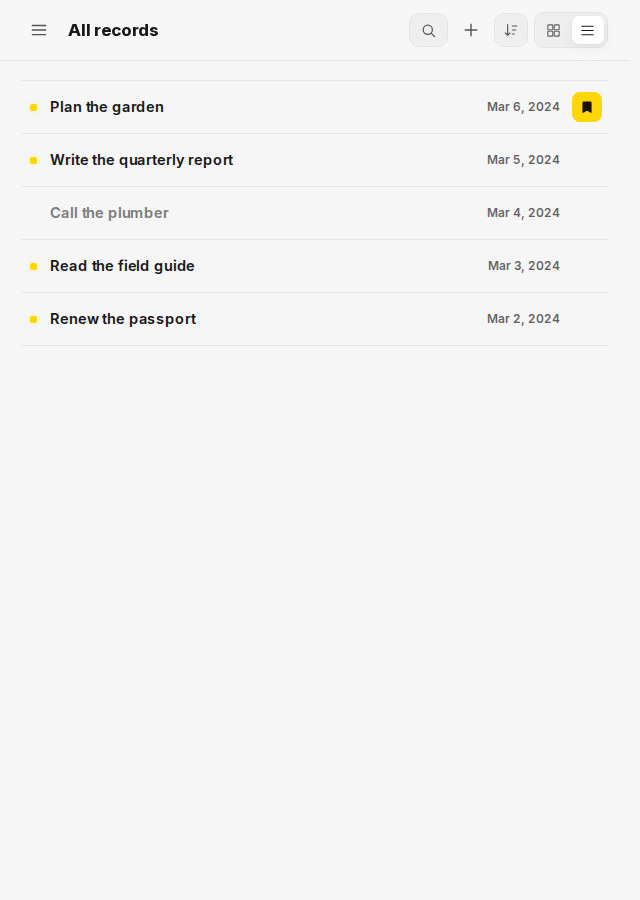 All records
Plan the garden Mar 6, 2024
Write the quarterly report Mar 5, 2024
Call the plumber Mar 4, 2024
Read the field guide Mar 3, 2024
Renew the passport Mar 2, 2024